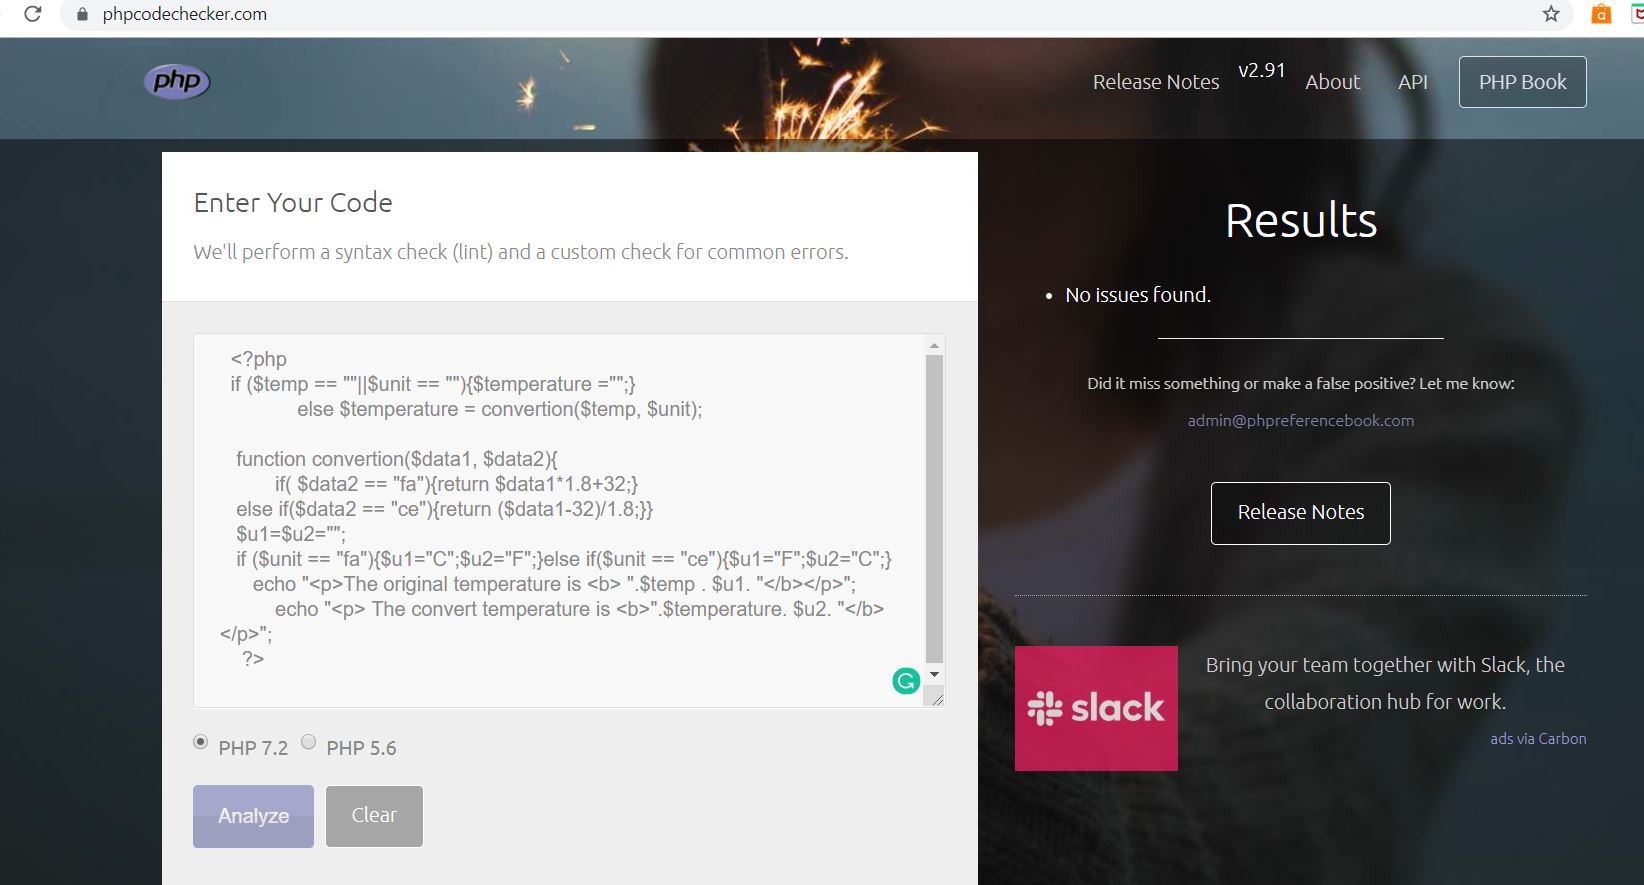 phpcodechecker.com
php
Release Notes
v2.91
About
API
PHP Book
Enter Your Code
We'll perform a syntax check (lint) and a custom check for common errors.
<?php
if ($temp == ""||$unit == ""){$temperature ="";}
else $temperature = convertion($temp, $unit);
function convertion($data1, $data2){
if( $data2 == "fa"){return $data1*1.8+32;}
else if($data2 == "ce"){return ($data1-32)/1.8;}}
$u1=$u2="";
if ($unit == "fa"){$u1="C";$u2="F";}else if($unit == "ce"){$u1="F";$u2="C";}
echo "<p>The original temperature is <b> ".$temp . $u1. "</b></p>";
echo "<p> The convert temperature is <b>".$temperature. $u2. "</b>
</p>";
?>
PHP 7.2
PHP 5.6
Analyze
Clear
Results
No issues found.
Did it miss something or make a false positive? Let me know:
admin@phpreferencebook.com
Release Notes
slack
Bring your team together with Slack, the
collaboration hub for work.
ads via Carbon